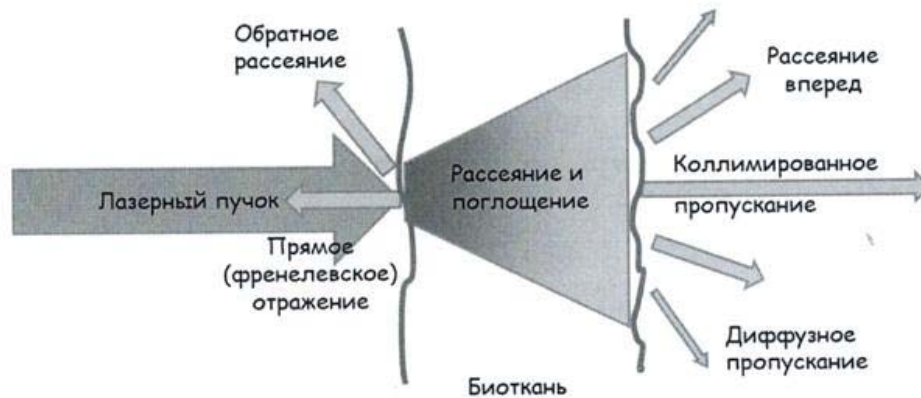 Обратное
рассеяние
Лазерный пучок
Прямое
(френелевское)
отражение
Рассеяние и
поглощение
Биоткань
Рассеяние
вперед
Коллимированное
пропускание
Диффузное
пропускание